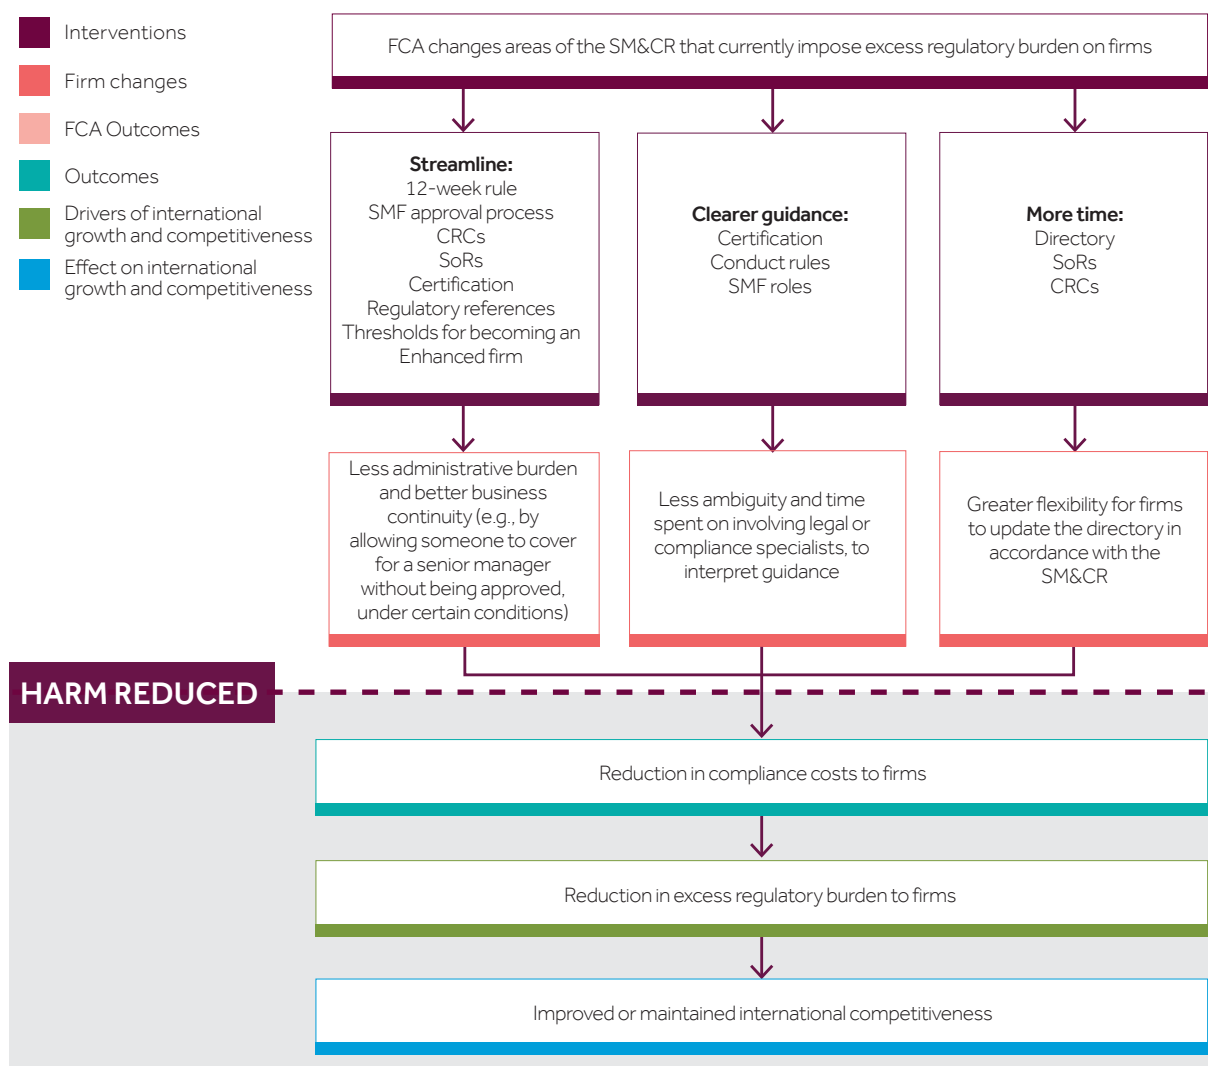 Interventions
Firm changes
FCA Outcomes
Outcomes
Drivers of international
growth and competitiveness
Effect on international
growth and competitiveness
FCA changes areas of the SM&CR that currently impose excess regulatory burden on firms
Streamline:
12-week rule
SMF approval process
CRCs
SoRs
Certification
Regulatory references
Thresholds for becoming an
Enhanced firm
Clearer guidance:
Certification
Conduct rules
SMF roles
More time:
Directory
SoRs
CRCs
Less administrative burden
and better business
continuity (e.g., by
allowing someone to cover
for a senior manager
without being approved,
under certain conditions)
Less ambiguity and time
spent on involving legal or
compliance specialists, to
interpret guidance
Greater flexibility for firms
to update the directory in
accordance with the
SM&CR
HARM REDUCED
Reduction in compliance costs to firms
Reduction in excess regulatory burden to firms
Improved or maintained international competitiveness